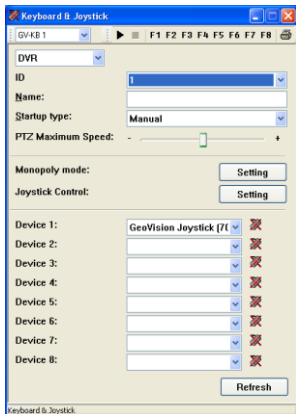 Keyboard & Joystick
GV-KB 1 F1 F2 F3 F4 F5 F6 F7 F8
DVR
ID 1
Name:
Startup type: Manual
PTZ Maximum Speed: - +
Monopoly mode: Setting
Joystick Control: Setting
Device 1: GeoVision Joystick [70
Device 2:
Device 3:
Device 4:
Device 5:
Device 6:
Device 7:
Device 8:
Refresh
Keyboard & Joystick